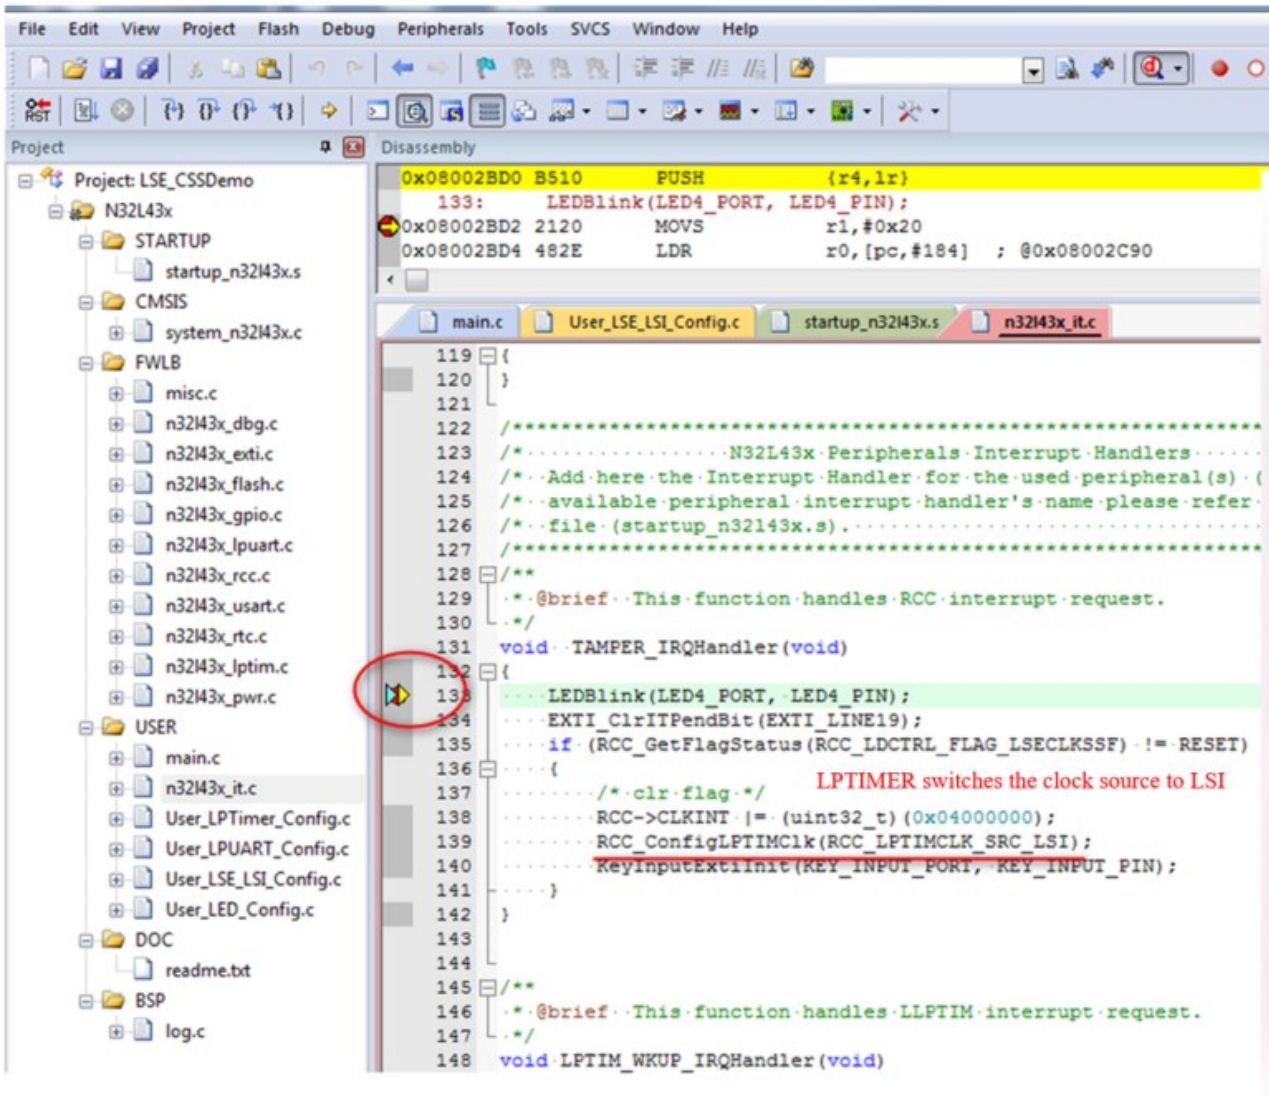 File Edit View Project Flash Debug Peripherals Tools SVCS Window Help
RST
Project
Disassembly
Project: LSE_CSSDemo
N32L43x
STARTUP
startup_n32l43x.s
CMSIS
system_n32l43x.c
FWLB
misc.c
n32l43x_dbg.c
n32l43x_exti.c
n32l43x_flash.c
n32l43x_gpio.c
n32l43x_lpuart.c
n32l43x_rcc.c
n32l43x_usart.c
n32l43x_rtc.c
n32l43x_lptim.c
n32l43x_pwr.c
USER
main.c
n32l43x_it.c
User_LPTimer_Config.c
User_LPUART_Config.c
User_LSE_LSI_Config.c
User_LED_Config.c
DOC
readme.txt
BSP
log.c
0x08002BD0 B510 PUSH {r4,lr}
133: LEDBlink(LED4_PORT, LED4_PIN);
0x08002BD2 2120 MOVS r1,#0x20
0x08002BD4 482E LDR r0,[pc,#184] ; @0x08002C90
main.c User_LSE_LSI_Config.c startup_n32l43x.s n32l43x_it.c
119 {
120 }
121
122 /***************************************************************
123 /* N32L43x Peripherals Interrupt Handlers
124 /* Add here the Interrupt Handler for the used peripheral(s) (
125 /* available peripheral interrupt handler's name please refer
126 /* file (startup_n32l43x.s).
127 /***************************************************************
128 /**
129 * @brief This function handles RCC interrupt request.
130 */
131 void TAMPER_IRQHandler(void)
132 {
133 LEDBlink(LED4_PORT, LED4_PIN);
134 EXTI_ClrITPendBit(EXTI_LINE19);
135 if (RCC_GetFlagStatus(RCC_LDCTRL_FLAG_LSECLKSSF) != RESET)
136 {
LPTIMER switches the clock source to LSI
137 /* clr flag */
138 RCC->CLKINT |= (uint32_t)(0x04000000);
139 RCC_ConfigLPTIMClk(RCC_LPTIMCLK_SRC_LSI);
140 KeyInputExtiInit(KEY_INPUT_PORT, KEY_INPUT_PIN);
141 }
142 }
143
144
145 /**
146 * @brief This function handles LLPTIM interrupt request.
147 */
148 void LPTIM_WKUP_IRQHandler(void)